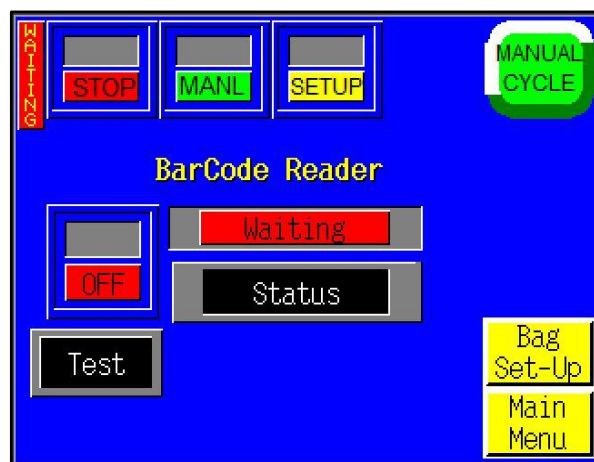 WAITING
STOP
MANL
SETUP
MANUAL
CYCLE
BarCode Reader
OFF
Waiting
Status
Test
Bag
Set-Up
Main
Menu